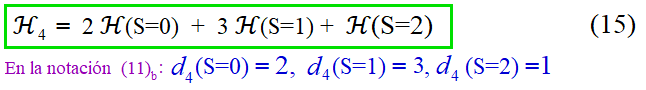 ℋ₄ = 2 ℋ(S=0) + 3 ℋ(S=1) + ℋ(S=2) (15)
En la notación (11)b: d₄(S=0) = 2, d₄(S=1) = 3, d₄ (S=2) =1